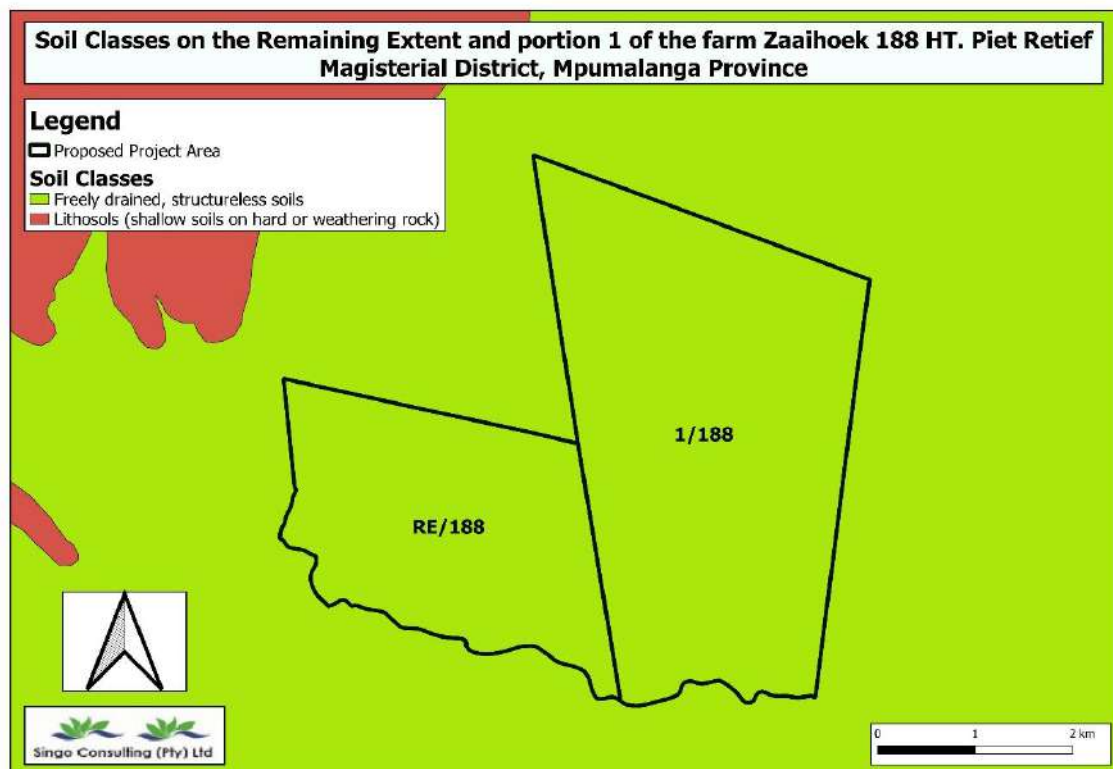 Soil Classes on the Remaining Extent and portion 1 of the farm Zaaihoek 188 HT. Piet Retief
Magisterial District, Mpumalanga Province
Legend
Proposed Project Area
Soil Classes
Freely drained, structureless soils
Lithosols (shallow soils on hard or weathering rock)
1/188
RE/188
Singo Consulting (Pty) Ltd
0 1 2 km